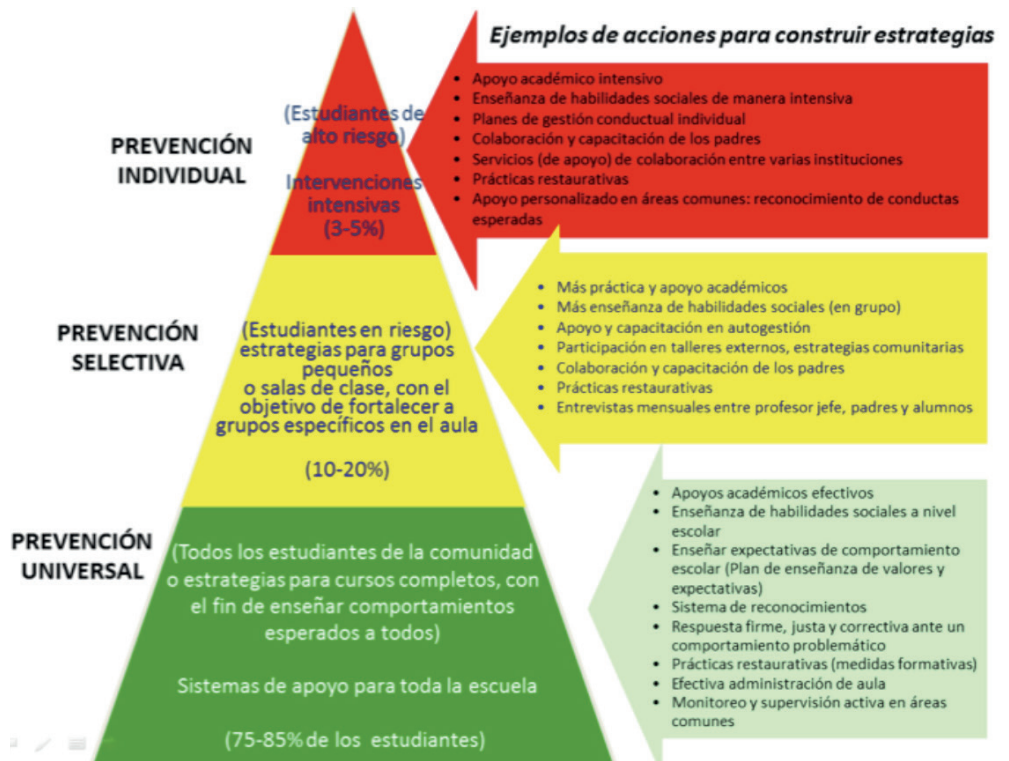 Ejemplos de acciones para construir estrategias
PREVENCIÓN
INDIVIDUAL
(Estudiantes de
alto riesgo)
Intervenciones
intensivas
(3-5%)
• Apoyo académico intensivo
• Enseñanza de habilidades sociales de manera intensiva
• Planes de gestión conductual individual
• Colaboración y capacitación de los padres
• Servicios (de apoyo) de colaboración entre varias instituciones
• Prácticas restaurativas
• Apoyo personalizado en áreas comunes: reconocimiento de conductas
esperadas
PREVENCIÓN
SELECTIVA
(Estudiantes en riesgo)
estrategias para grupos
pequeños
o salas de clase, con el
objetivo de fortalecer a
grupos específicos en el aula
(10-20%)
• Más práctica y apoyo académicos
• Más enseñanza de habilidades sociales (en grupo)
• Apoyo y capacitación en autogestión
• Participación en talleres externos, estrategias comunitarias
• Colaboración y capacitación de los padres
• Prácticas restaurativas
• Entrevistas mensuales entre profesor jefe, padres y alumnos
PREVENCIÓN
UNIVERSAL
(Todos los estudiantes de la comunidad
o estrategias para cursos completos, con
el fin de enseñar comportamientos
esperados a todos)
Sistemas de apoyo para toda la escuela
(75-85% de los estudiantes)
• Apoyos académicos efectivos
• Enseñanza de habilidades sociales a nivel
escolar
• Enseñar expectativas de comportamiento
escolar (Plan de enseñanza de valores y
expectativas)
• Sistema de reconocimientos
• Respuesta firme, justa y correctiva ante un
comportamiento problemático
• Prácticas restaurativas (medidas formativas)
• Efectiva administración de aula
• Monitoreo y supervisión activa en áreas
comunes